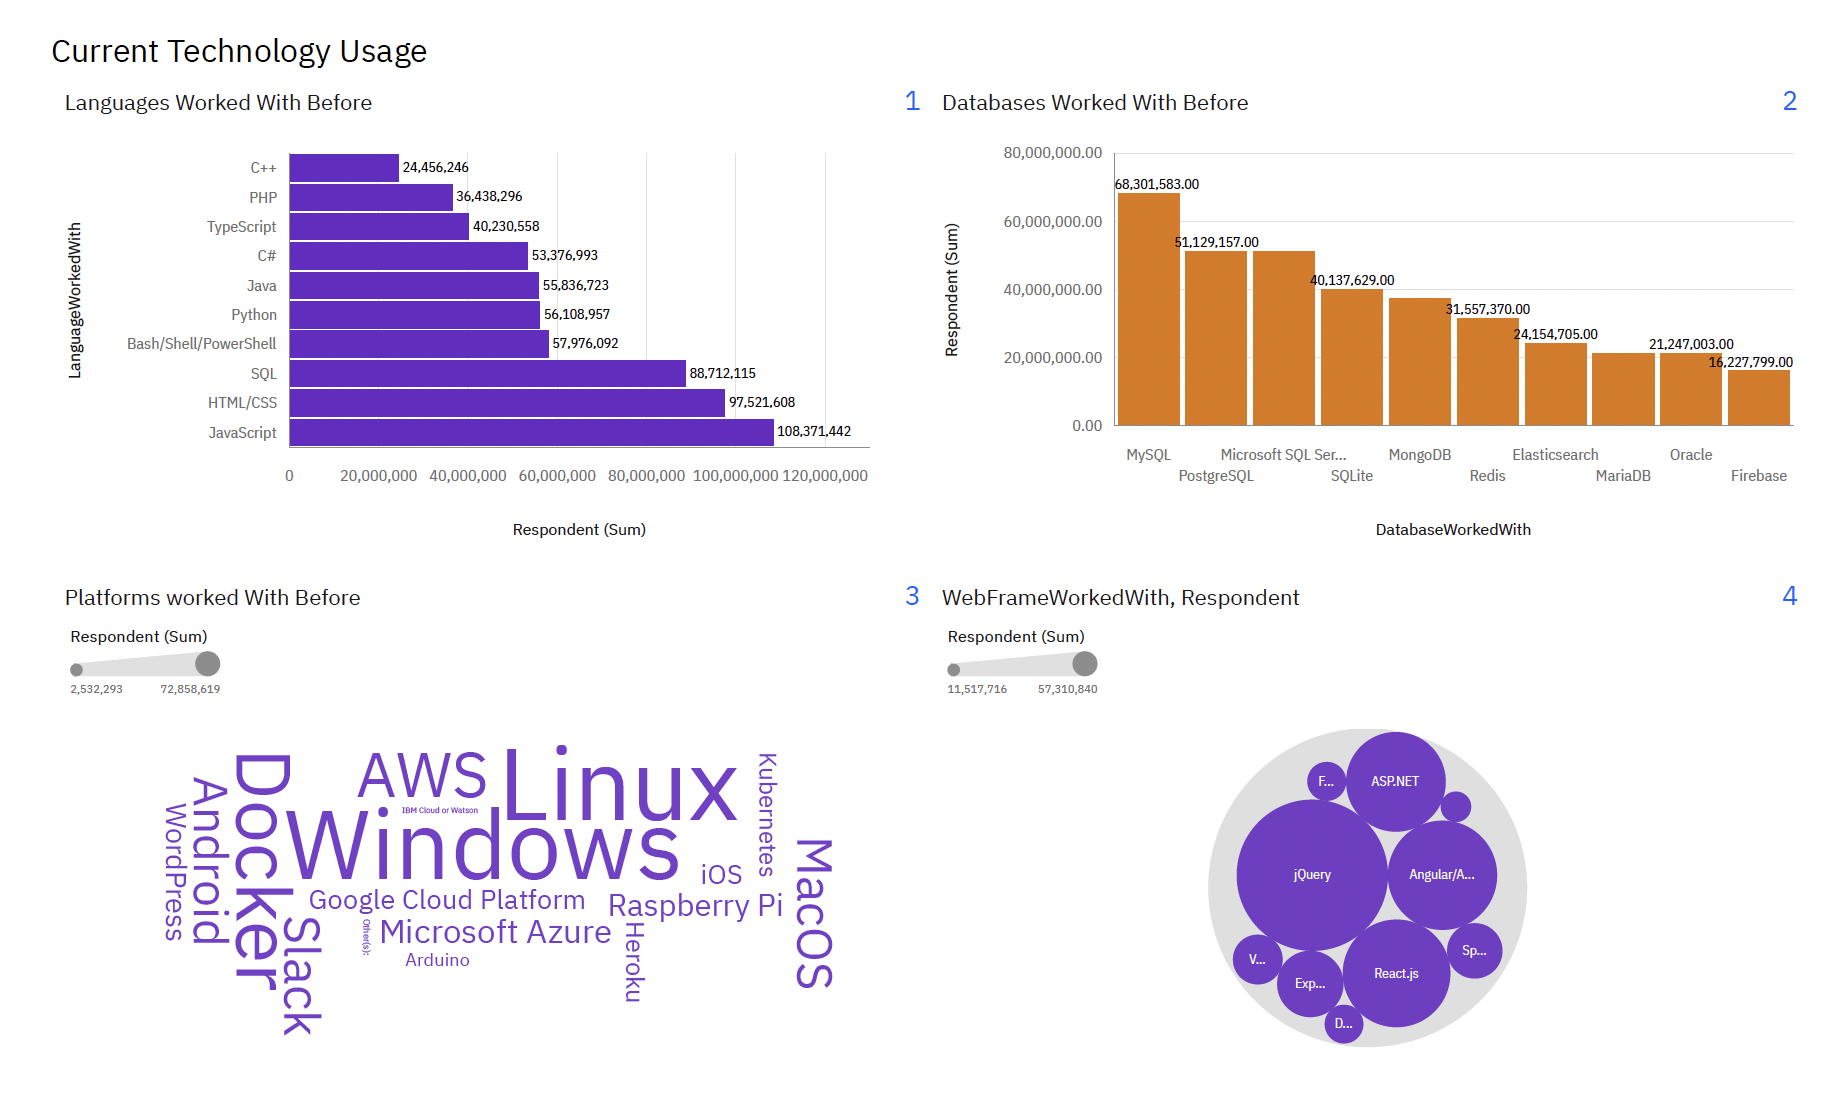 Current Technology Usage
Languages Worked With Before
1
LanguageWorkedWith
C++ 24,456,246
PHP 36,438,296
TypeScript 40,230,558
C# 53,376,993
Java 55,836,723
Python 56,108,957
Bash/Shell/PowerShell 57,976,092
SQL 88,712,115
HTML/CSS 97,521,608
JavaScript 108,371,442
0 20,000,000 40,000,000 60,000,000 80,000,000 100,000,000 120,000,000
Respondent (Sum)
Databases Worked With Before
2
Respondent (Sum)
80,000,000.00
60,000,000.00
40,000,000.00
20,000,000.00
0.00
68,301,583.00
51,129,157.00
40,137,629.00
31,557,370.00
24,154,705.00
21,247,003.00
16,227,799.00
MySQL
PostgreSQL
Microsoft SQL Ser...
SQLite
MongoDB
Redis
Elasticsearch
MariaDB
Oracle
Firebase
DatabaseWorkedWith
Platforms worked With Before
3
Respondent (Sum)
2,532,293 72,858,619
WordPress
Android
Docker
Slack
AWS
Linux
IBM Cloud or Watson
Windows
Kubernetes
iOS
MacOS
Google Cloud Platform
Raspberry Pi
Other(s):
Microsoft Azure
Heroku
Arduino
WebFrameWorkedWith, Respondent
4
Respondent (Sum)
11,517,716 57,310,840
F...
ASP.NET
jQuery
Angular/A...
V...
Exp...
React.js
Sp...
D...